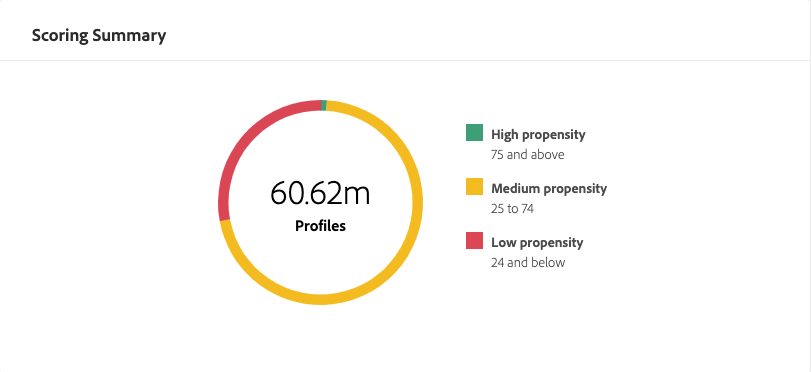 Scoring Summary
60.62m
Profiles
High propensity
75 and above
Medium propensity
25 to 74
Low propensity
24 and below